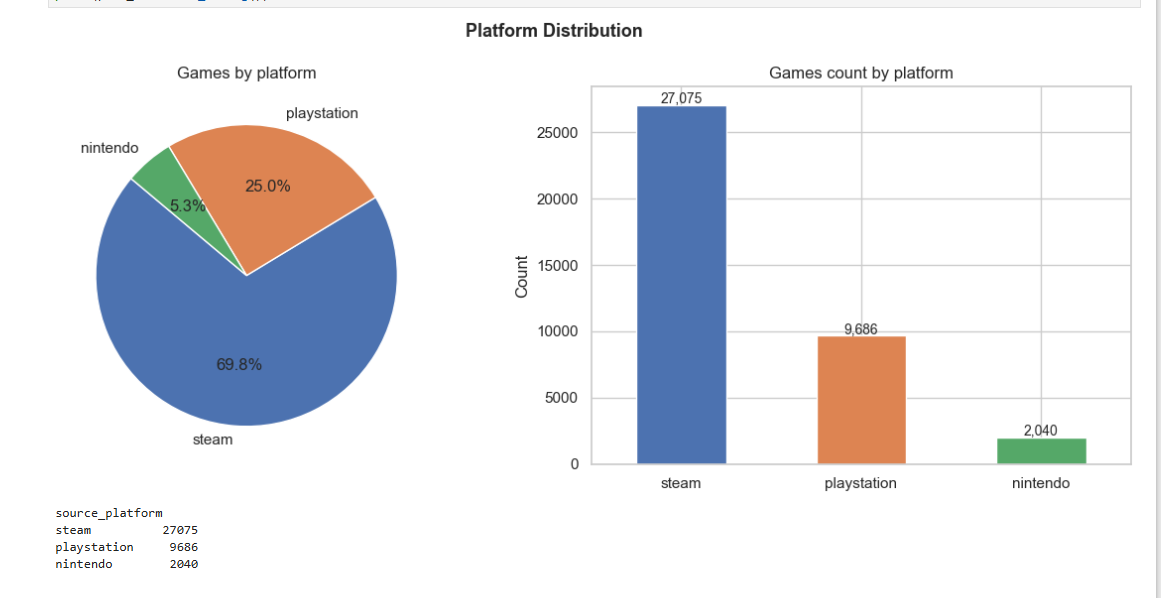 Platform Distribution
Games by platform
playstation
nintendo
25.0%
5.3%
69.8%
steam
Games count by platform
27,075
25000
20000
15000
Count
10000
9,686
5000
2,040
0
steam playstation nintendo
source_platform
steam 27075
playstation 9686
nintendo 2040